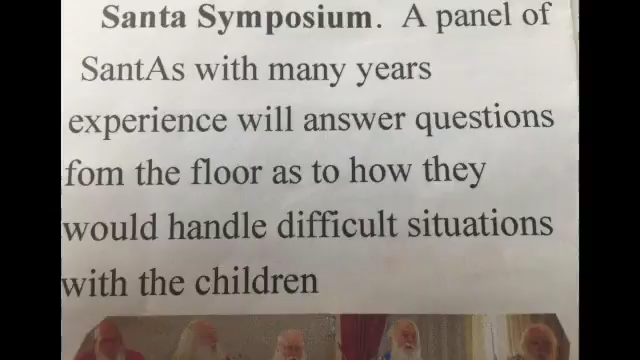 Santa Symposium. A panel of
SantAs with many years
experience will answer questions
fom the floor as to how they
would handle difficult situations
with the children